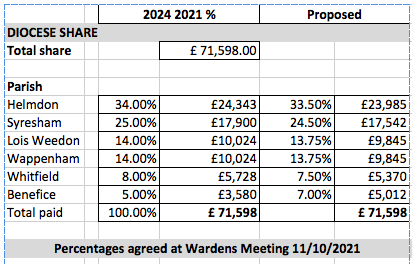 2024 2021 % Proposed
DIOCESE SHARE
Total share £ 71,598.00
Parish
Helmdon 34.00% £24,343 33.50% £23,985
Syresham 25.00% £17,900 24.50% £17,542
Lois Weedon 14.00% £10,024 13.75% £9,845
Wappenham 14.00% £10,024 13.75% £9,845
Whitfield 8.00% £5,728 7.50% £5,370
Benefice 5.00% £3,580 7.00% £5,012
Total paid 100.00% £ 71,598 £ 71,598
Percentages agreed at Wardens Meeting 11/10/2021